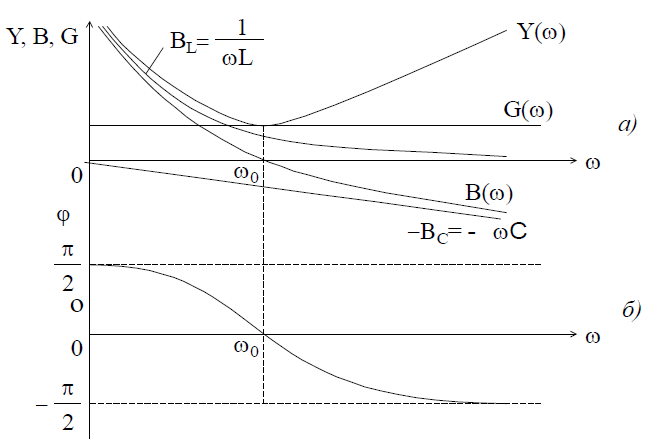 Y, B, G
B_L = 1/ωL
Y(ω)
G(ω)
а)
0
ω₀
ω
B(ω)
−B_C = - ωC
φ
π/2
о
б)
0
ω₀
ω
−π/2